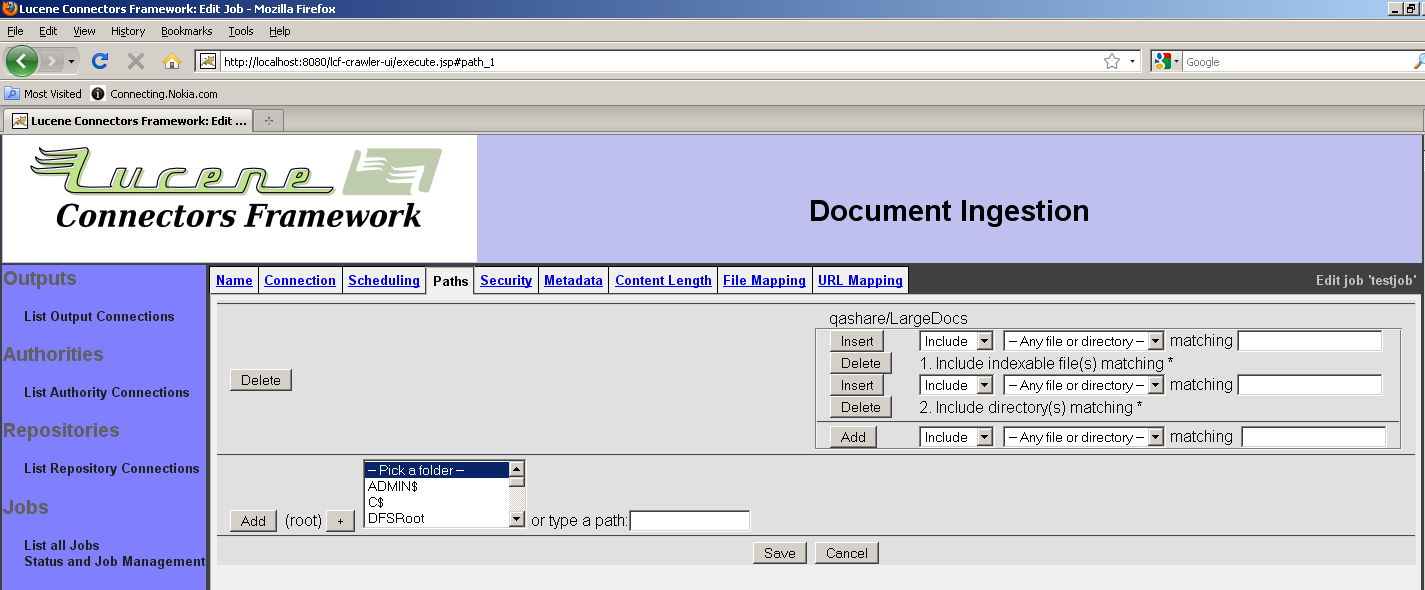 Lucene Connectors Framework: Edit Job - Mozilla Firefox
File Edit View History Bookmarks Tools Help
http://localhost:8080/lcf-crawler-ui/execute.jsp#path_1
Google
Most Visited Connecting.Nokia.com
Lucene Connectors Framework: Edit ...
Lucene
Connectors Framework
Document Ingestion
Outputs
List Output Connections
Authorities
List Authority Connections
Repositories
List Repository Connections
Jobs
List all Jobs
Status and Job Management
Name Connection Scheduling Paths Security Metadata Content Length File Mapping URL Mapping Edit job 'testjob'
qashare/LargeDocs
Delete
Insert Include -- Any file or directory -- matching
Delete 1. Include indexable file(s) matching *
Insert Include -- Any file or directory -- matching
Delete 2. Include directory(s) matching *
Add Include -- Any file or directory -- matching
-- Pick a folder --
ADMIN$
C$
DFSRoot
Add (root) + or type a path:
Save Cancel